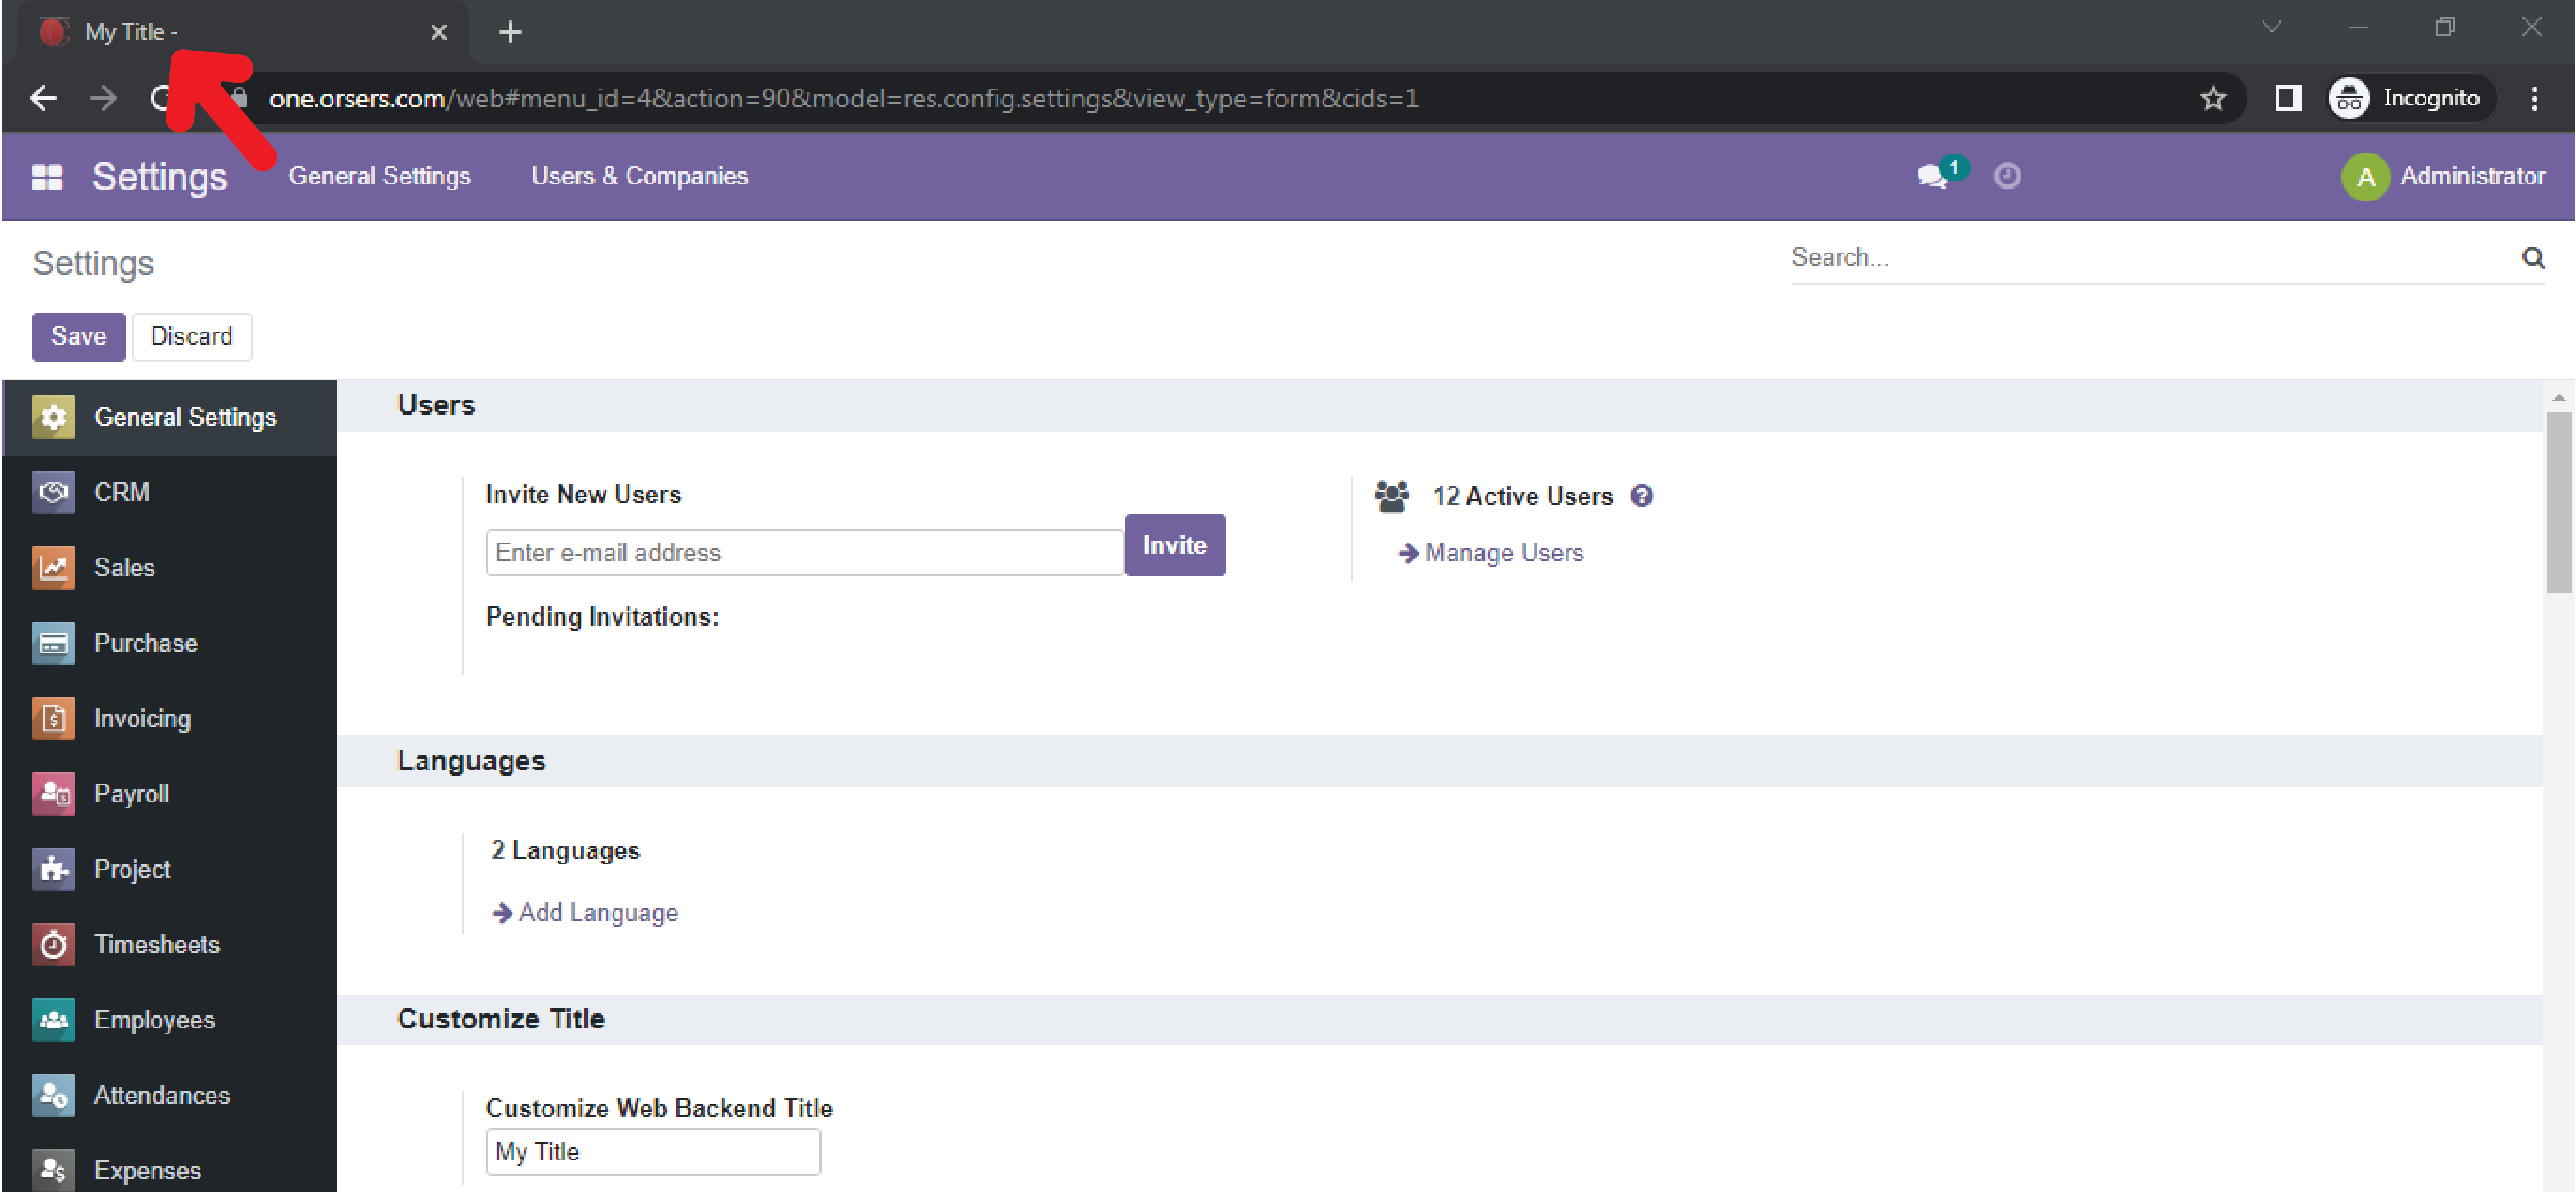 My Title -
one.orsers.com/web#menu_id=4&action=90&model=res.config.settings&view_type=form&cids=1
Incognito
Settings
General Settings
Users & Companies
1
A
Administrator
Settings
Search...
Save
Discard
General Settings
CRM
Sales
Purchase
Invoicing
Payroll
Project
Timesheets
Employees
Attendances
Expenses
Users
Invite New Users
Enter e-mail address
Invite
Pending Invitations:
12 Active Users
Manage Users
Languages
2 Languages
Add Language
Customize Title
Customize Web Backend Title
My Title